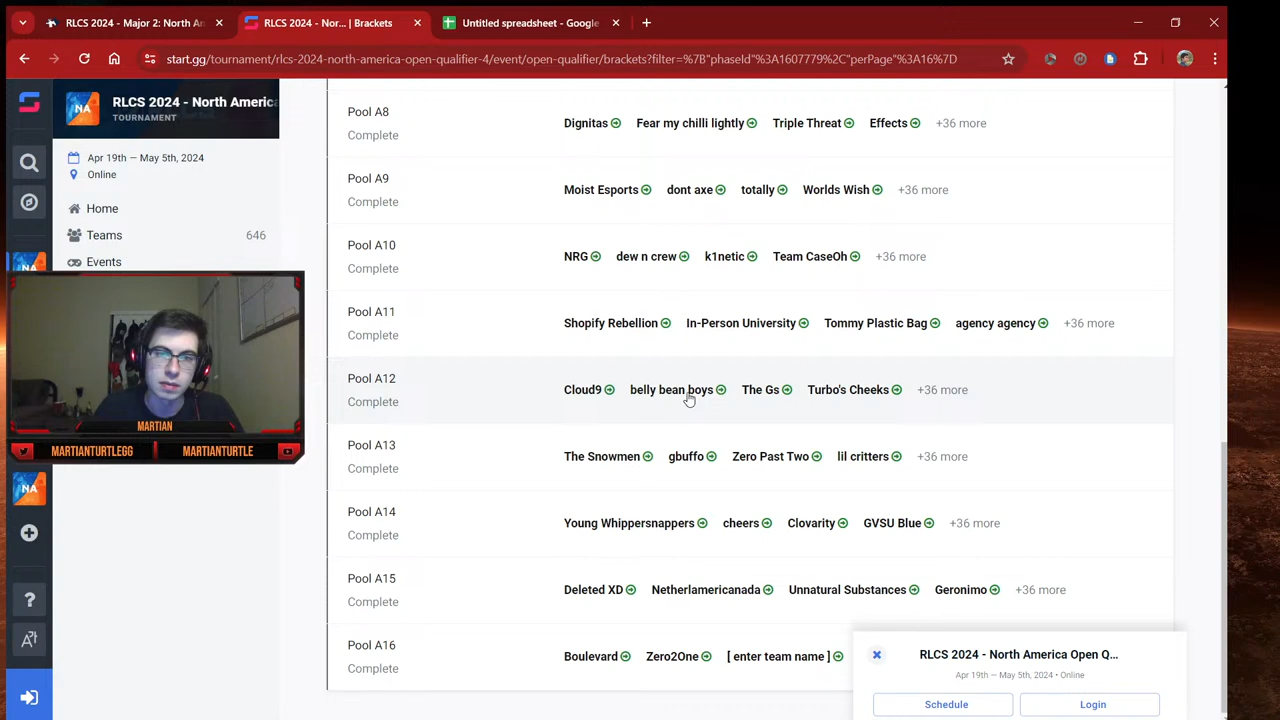 RLCS 2024 - Major 2: North An
RLCS 2024 - Nor... | Brackets
Untitled spreadsheet - Google
start.gg/tournament/rlcs-2024-north-america-open-qualifier-4/event/open-qualifier/brackets?filter=%7B"phaseId"%3A1607779%2C"perPage"%3A16%7D
NA
RLCS 2024 - North America
TOURNAMENT
Apr 19th — May 5th, 2024
Online
Home
Teams 646
Events
Pool A8
Complete
Dignitas Fear my chilli lightly Triple Threat Effects +36 more
Pool A9
Complete
Moist Esports dont axe totally Worlds Wish +36 more
Pool A10
Complete
NRG dew n crew k1netic Team CaseOh +36 more
Pool A11
Complete
Shopify Rebellion In-Person University Tommy Plastic Bag agency agency +36 more
Pool A12
Complete
Cloud9 belly bean boys The Gs Turbo's Cheeks +36 more
Pool A13
Complete
The Snowmen gbuffo Zero Past Two lil critters +36 more
Pool A14
Complete
Young Whippersnappers cheers Clovarity GVSU Blue +36 more
Pool A15
Complete
Deleted XD Netherlamericanada Unnatural Substances Geronimo +36 more
Pool A16
Complete
Boulevard Zero2One [ enter team name ]
MARTIAN
MARTIANTURTLEGG MARTIANTURTLE
NA
RLCS 2024 - North America Open Q...
Apr 19th — May 5th, 2024 • Online
Schedule Login